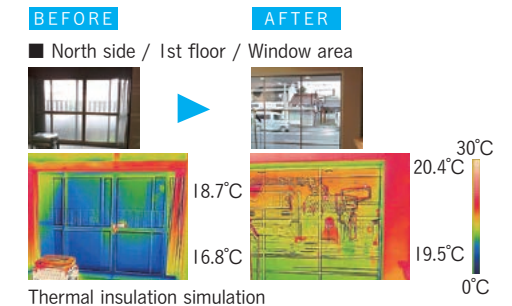 BEFORE AFTER
■ North side / 1st floor / Window area
30℃
20.4℃
18.7℃
19.5℃
16.8℃
0℃
Thermal insulation simulation